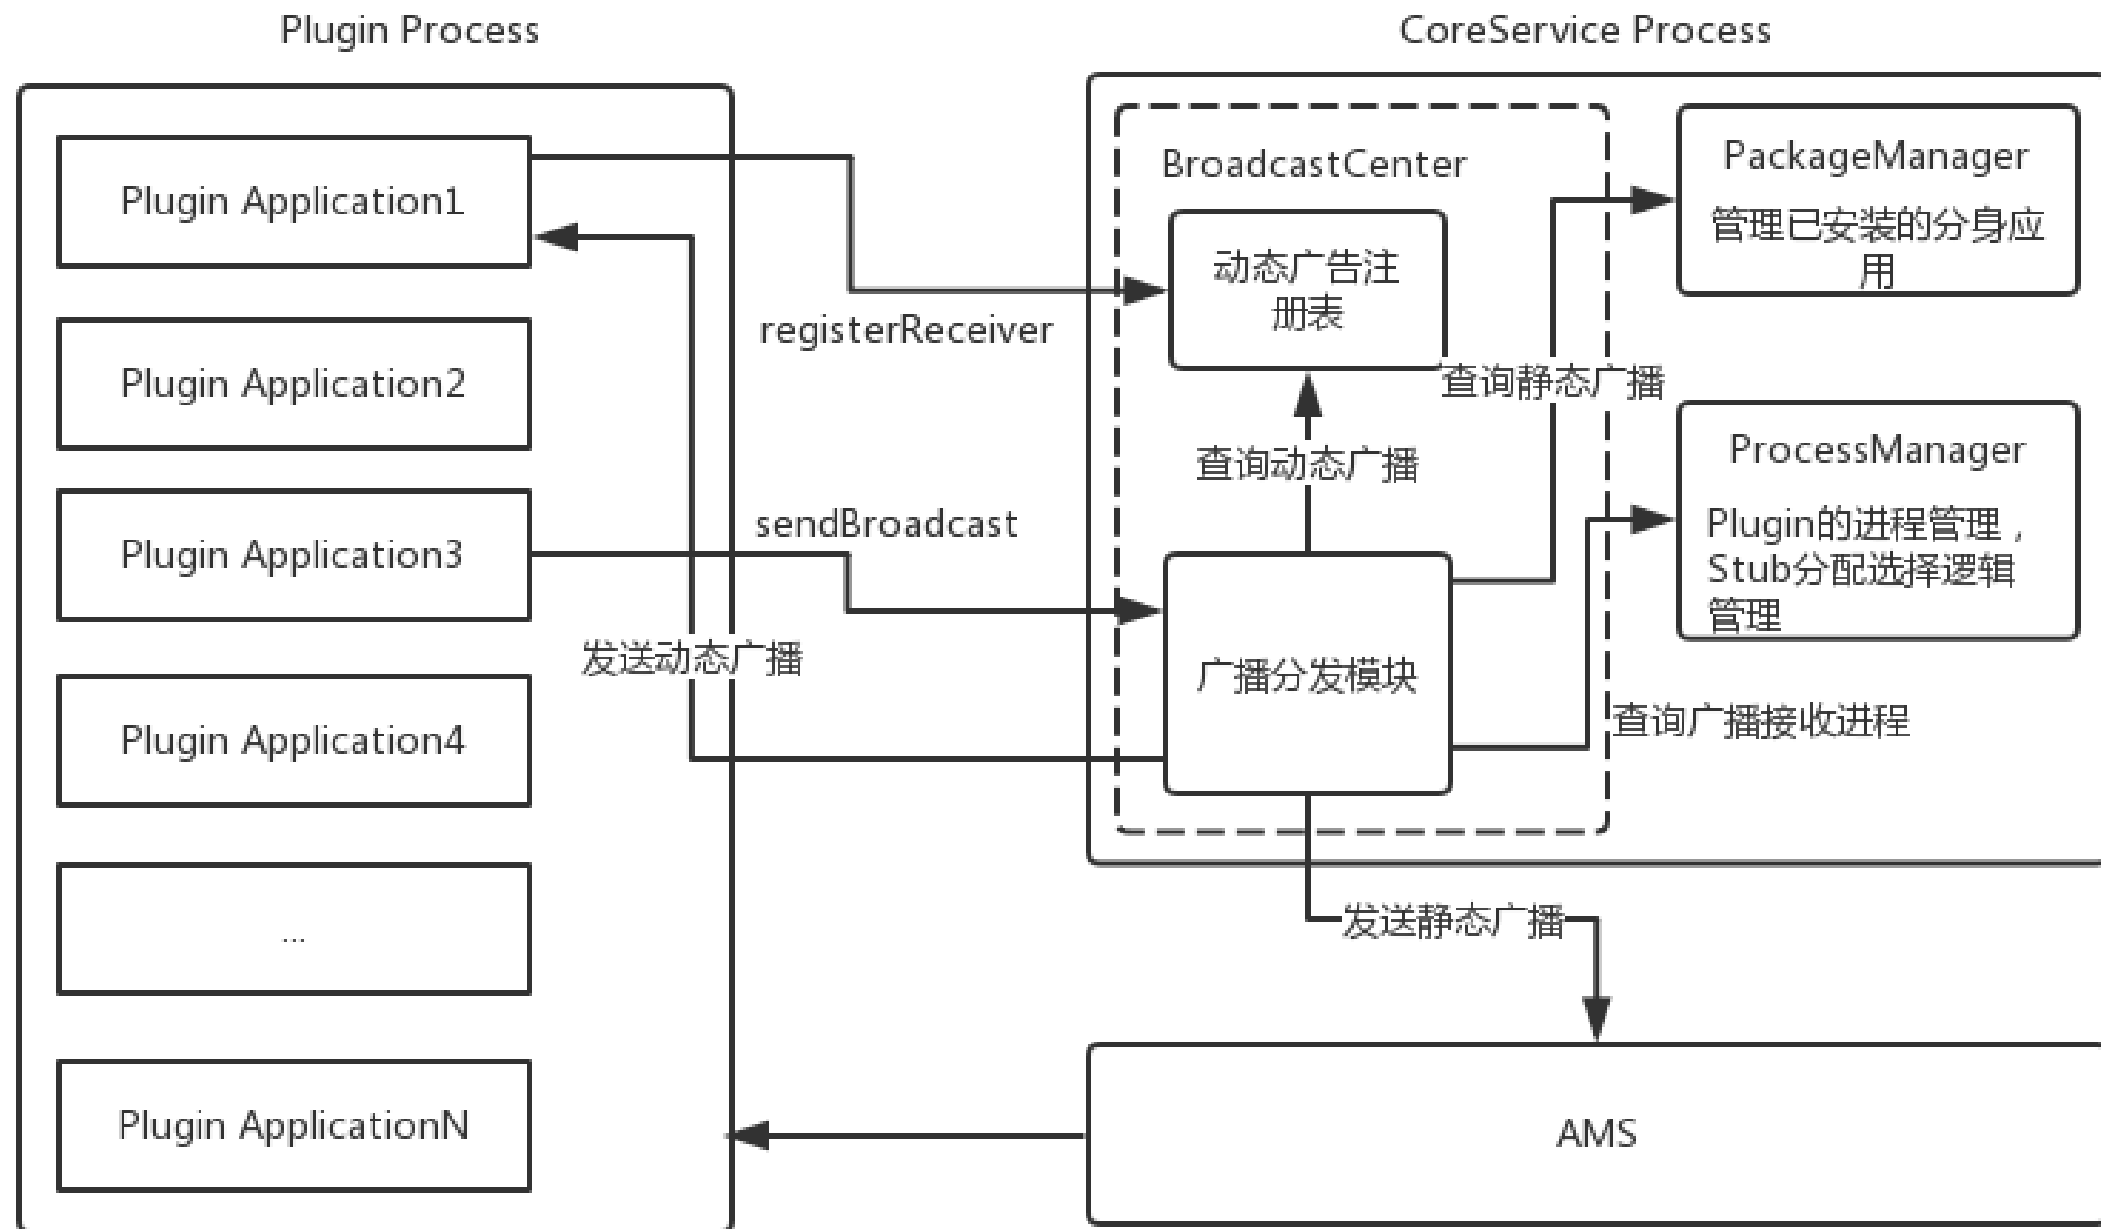 Plugin Process
CoreService Process
Plugin Application1
Plugin Application2
Plugin Application3
Plugin Application4
...
Plugin ApplicationN
registerReceiver
sendBroadcast
发送动态广播
BroadcastCenter
动态广告注
册表
查询动态广播
广播分发模块
查询静态广播
PackageManager
管理已安装的分身应
用
ProcessManager
Plugin的进程管理，
Stub分配选择逻辑
管理
查询广播接收进程
发送静态广播
AMS